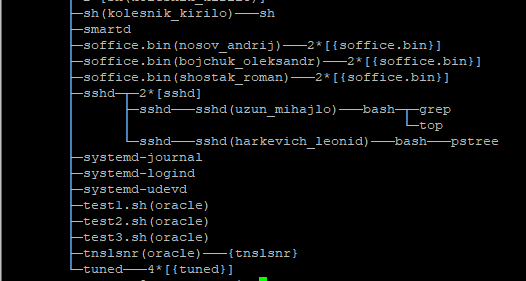 ├─sh(kolesnik_kirilo)───sh
├─smartd
├─soffice.bin(nosov_andrij)───2*[{soffice.bin}]
├─soffice.bin(bojchuk_oleksandr)───2*[{soffice.bin}]
├─soffice.bin(shostak_roman)───2*[{soffice.bin}]
├─sshd─┬─2*[sshd]
│      ├─sshd───sshd(uzun_mihajlo)───bash─┬─grep
│      │                                  └─top
│      └─sshd───sshd(harkevich_leonid)───bash───pstree
├─systemd-journal
├─systemd-logind
├─systemd-udevd
├─test1.sh(oracle)
├─test2.sh(oracle)
├─test3.sh(oracle)
├─tnslsnr(oracle)───{tnslsnr}
└─tuned───4*[{tuned}]